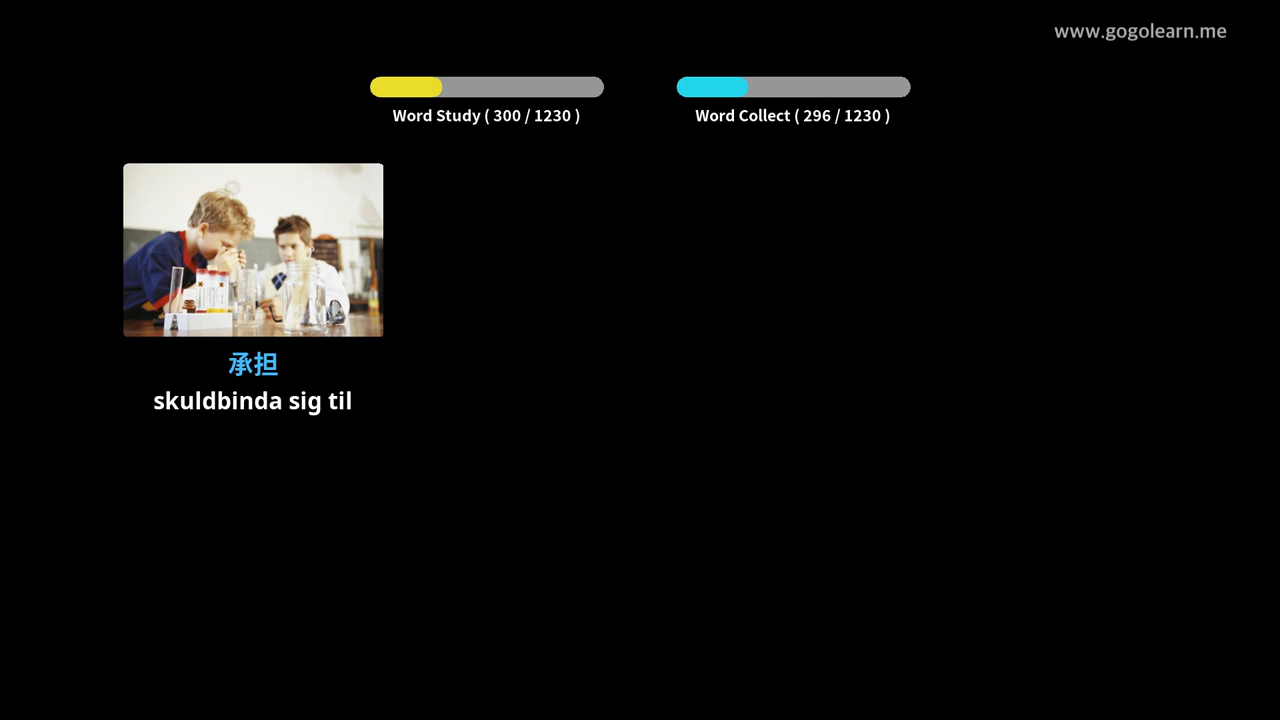 www.gogolearn.me
Word Study ( 300 / 1230 )
Word Collect ( 296 / 1230 )
承担
skuldbinda sig til